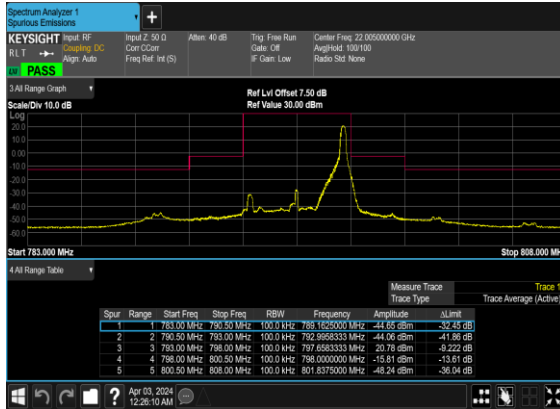 Spectrum Analyzer 1
Spurious Emissions
+
KEYSIGHT Input: RF Input Z: 50 Ω Atten: 40 dB Trig: Free Run Center Freq: 22.005000000 GHz
RLT Coupling: DC Corr CCorr Gate: Off Avg|Hold: 100/100
Align: Auto Freq Ref: Int (S) IF Gain: Low Radio Std: None
PASS
3 All Range Graph
Ref Lvl Offset 7.50 dB
Scale/Div 10.0 dB Ref Value 30.00 dBm
Log
20.0
10.0
0.00
-10.0
-20.0
-30.0
-40.0
-50.0
-60.0
Start 783.000 MHz Stop 808.000 MH
4 All Range Table
Measure Trace Trace 1
Trace Type Trace Average (Active)
Spur Range Start Freq Stop Freq RBW Frequency Amplitude ΔLimit
1 1 783.00 MHz 790.50 MHz 100.0 kHz 789.1625000 MHz -44.65 dBm -32.45 dB
2 2 790.50 MHz 793.00 MHz 100.0 kHz 792.9958333 MHz -44.06 dBm -41.86 dB
3 3 793.00 MHz 798.00 MHz 100.0 kHz 797.6583333 MHz 20.78 dBm -9.222 dB
4 4 798.00 MHz 800.50 MHz 100.0 kHz 798.0000000 MHz -15.81 dBm -13.61 dB
5 5 800.50 MHz 808.00 MHz 100.0 kHz 801.8375000 MHz -48.24 dBm -36.04 dB
? Apr 03, 2024
12:26:10 AM